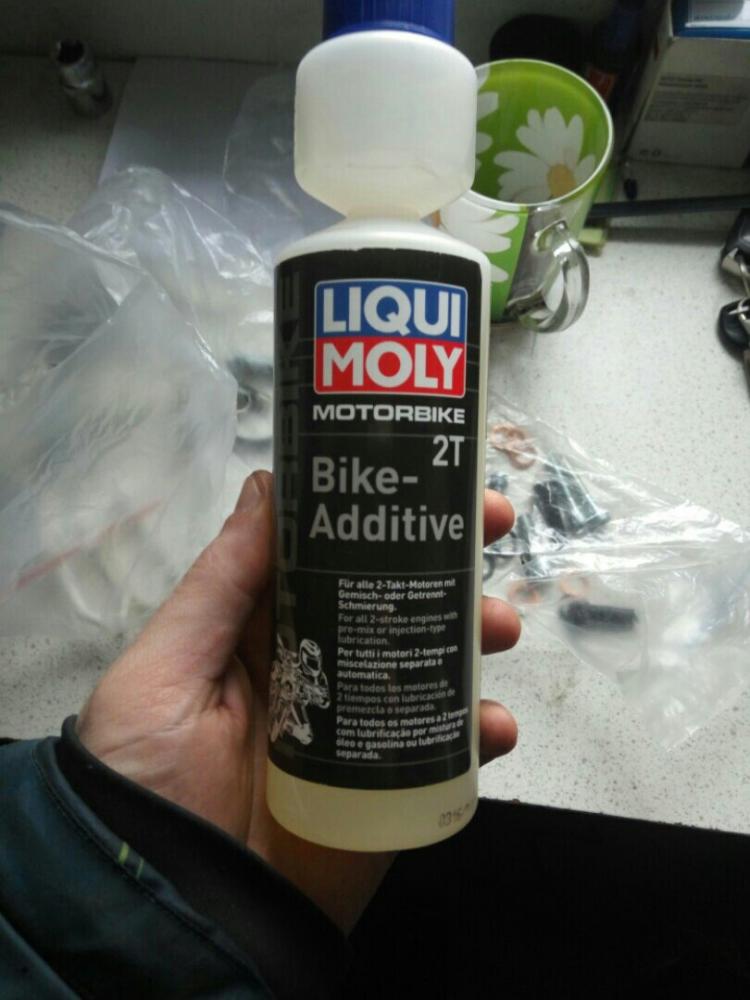 LIQUI
MOLY
MOTORBIKE
2T
Bike-
Additive
Für alle 2-Takt-Motoren mit
Gemisch- oder Getrennt-
Schmierung.
For all 2-stroke engines with
pre-mix or injection-type
lubrication.
Per tutti i motori 2-tempi con
miscelazione separata e
automatica.
Para todos los motores de
2 tiempos con lubricación de
premezcla o separada.
Para todos os motores a 2 tempos
com lubrificação por mistura de
óleo e gasolina ou lubrificação
separada.
MOTORBIKE